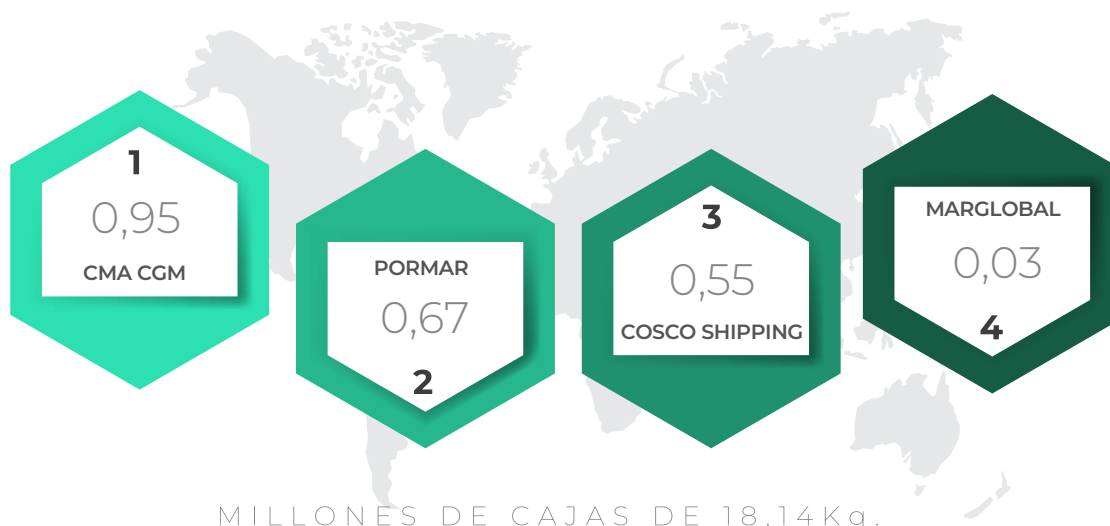 1
0,95
CMA CGM
PORMAR
0,67
2
3
0,55
COSCO SHIPPING
MARGLOBAL
0,03
4
MILLONES DE CAJAS DE 18,14Kg.